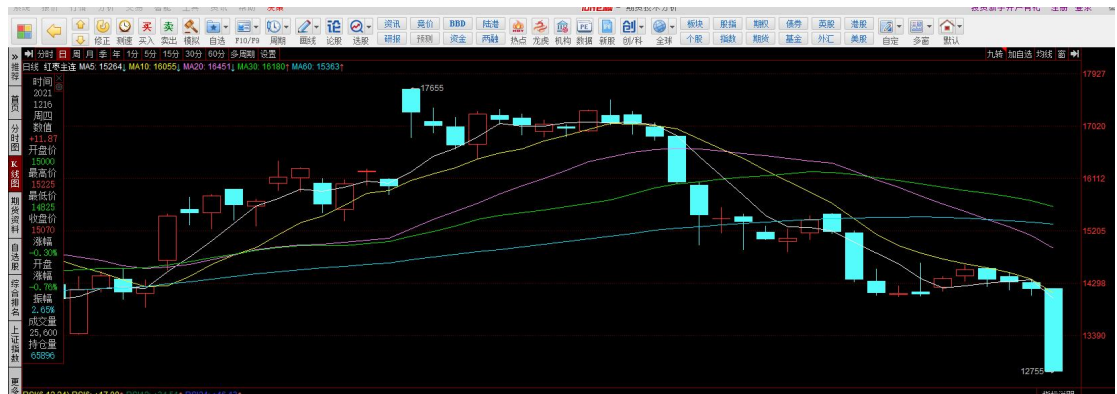 修正 测速 买入 卖出 模拟 自选 F10/F9 周期 画线 论股 选股 资讯 竞价 BBD 陆港 热点 龙虎 机构 数据 新股 创/科 全球 板块 股指 期权 债券 英股 港股 自定 多窗 默认
研报 预测 资金 两融 个股 指数 期货 基金 外汇 美股
分时 日 周 月 季 年 1分 5分 15分 30分 60分 多周期 设置 九转 加自选 均线 窗
日线 红枣主连 MA5: 15264↓ MA10: 16055↓ MA20: 16451↓ MA30: 16180↑ MA60: 15363↑
推荐
首页
分时图
K线图
期货资料
自选股
综合排名
上证指数
更多
时间
2021
1216
周四
数值
+11.87
开盘价
15000
最高价
15225
最低价
14825
收盘价
15070
涨幅
-0.30%
开盘
涨幅
-0.76%
振幅
2.65%
成交量
25,600
持仓量
65896
17655
12755
17927
17020
16112
15205
14298
13390